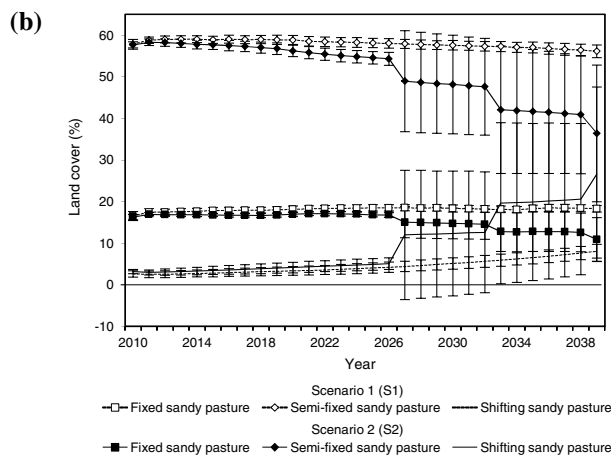 (b)
60
50
40
30
20
10
0
-10
Land cover (%)
2010 2014 2018 2022 2026 2030 2034 2038
Year
Scenario 1 (S1)
Fixed sandy pasture Semi-fixed sandy pasture Shifting sandy pasture
Scenario 2 (S2)
Fixed sandy pasture Semi-fixed sandy pasture Shifting sandy pasture